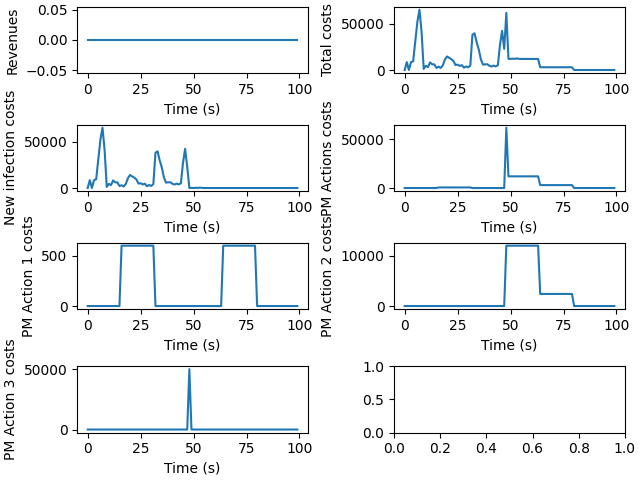 Revenues
0.05
0.00
−0.05
0 25 50 75 100
Time (s)
Total costs
50000
0
0 25 50 75 100
Time (s)
New infection costs
50000
0
0 25 50 75 100
Time (s)
PM Actions costs
50000
0
0 25 50 75 100
Time (s)
PM Action 1 costs
500
0
0 25 50 75 100
Time (s)
PM Action 2 costs
10000
0
0 25 50 75 100
Time (s)
PM Action 3 costs
50000
0
0 25 50 75 100
Time (s)
1.0
0.5
0.0
0.0 0.2 0.4 0.6 0.8 1.0